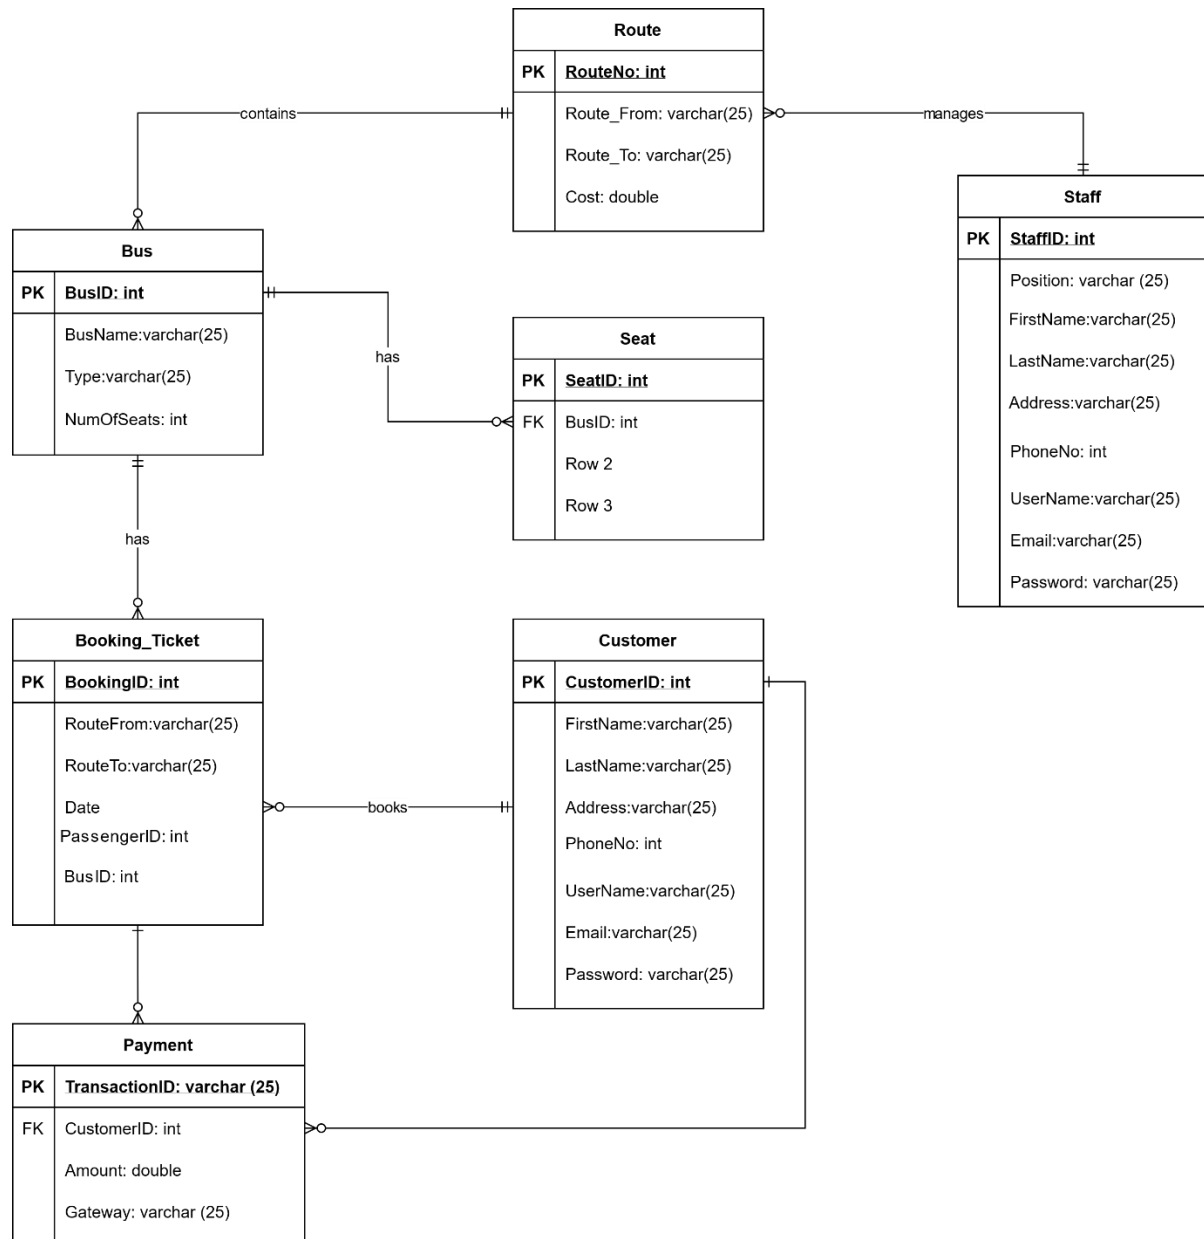 Route
PK RouteNo: int
Route_From: varchar(25)
Route_To: varchar(25)
Cost: double
contains
manages
Staff
PK StaffID: int
Position: varchar (25)
FirstName:varchar(25)
LastName:varchar(25)
Address:varchar(25)
PhoneNo: int
UserName:varchar(25)
Email:varchar(25)
Password: varchar(25)
Bus
PK BusID: int
BusName:varchar(25)
Type:varchar(25)
NumOfSeats: int
has
Seat
PK SeatID: int
FK BusID: int
Row 2
Row 3
has
Booking_Ticket
PK BookingID: int
RouteFrom:varchar(25)
RouteTo:varchar(25)
Date
PassengerID: int
BusID: int
books
Customer
PK CustomerID: int
FirstName:varchar(25)
LastName:varchar(25)
Address:varchar(25)
PhoneNo: int
UserName:varchar(25)
Email:varchar(25)
Password: varchar(25)
Payment
PK TransactionID: varchar (25)
FK CustomerID: int
Amount: double
Gateway: varchar (25)